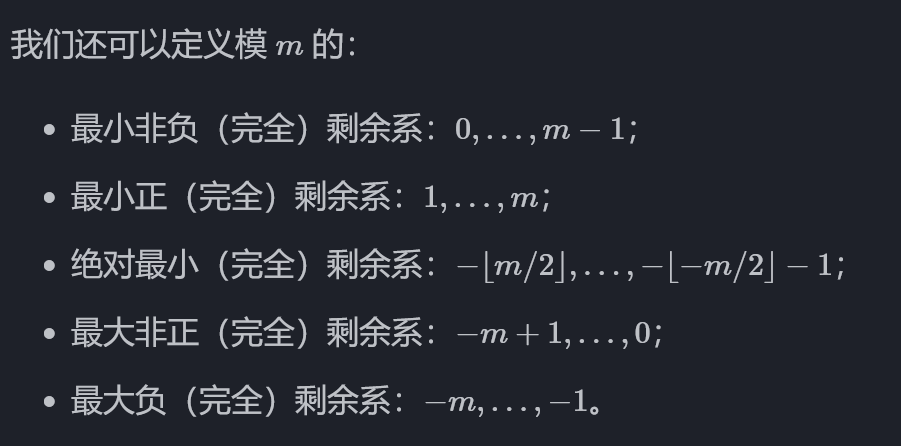 我们还可以定义模 m 的：
• 最小非负（完全）剩余系：0, . . . , m − 1；
• 最小正（完全）剩余系：1, . . . , m；
• 绝对最小（完全）剩余系：−⌊m/2⌋, . . . , −⌊−m/2⌋ − 1；
• 最大非正（完全）剩余系：−m + 1, . . . , 0；
• 最大负（完全）剩余系：−m, . . . , −1。